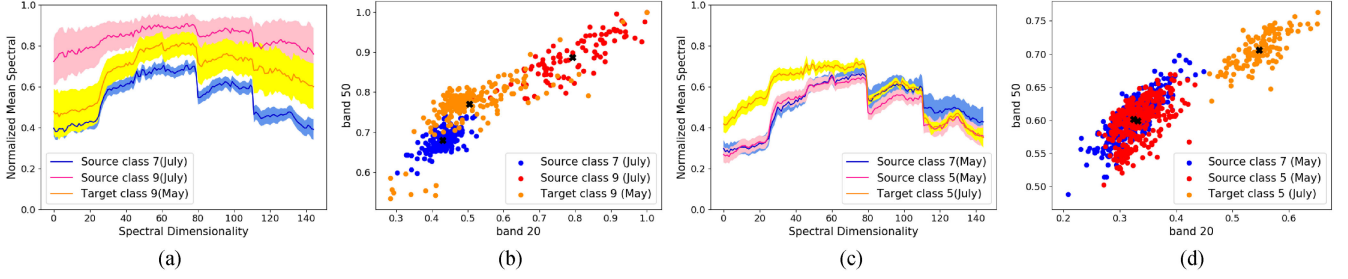 1.0
0.8
0.6
0.4
0.2
0.0
Normalized Mean Spectral
0 20 40 60 80 100 120 140
Spectral Dimensionality
Source class 7(July)
Source class 9(July)
Target class 9(May)
(a)
1.0
0.9
0.8
0.7
0.6
band 50
0.3 0.4 0.5 0.6 0.7 0.8 0.9 1.0
band 20
Source class 7 (July)
Source class 9 (July)
Target class 9 (May)
(b)
1.0
0.8
0.6
0.4
0.2
0.0
Normalized Mean Spectral
0 20 40 60 80 100 120 140
Spectral Dimensionality
Source class 7(May)
Source class 5(May)
Target class 5(July)
(c)
0.75
0.70
0.65
0.60
0.55
0.50
band 50
0.2 0.3 0.4 0.5 0.6
band 20
Source class 7 (May)
Source class 5 (May)
Target class 5 (July)
(d)